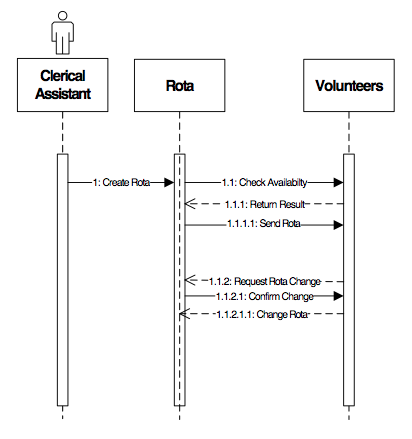 Clerical
Assistant
Rota
Volunteers
1: Create Rota
1.1: Check Availabilty
1.1.1: Return Result
1.1.1.1: Send Rota
1.1.2: Request Rota Change
1.1.2.1: Confirm Change
1.1.2.1.1: Change Rota